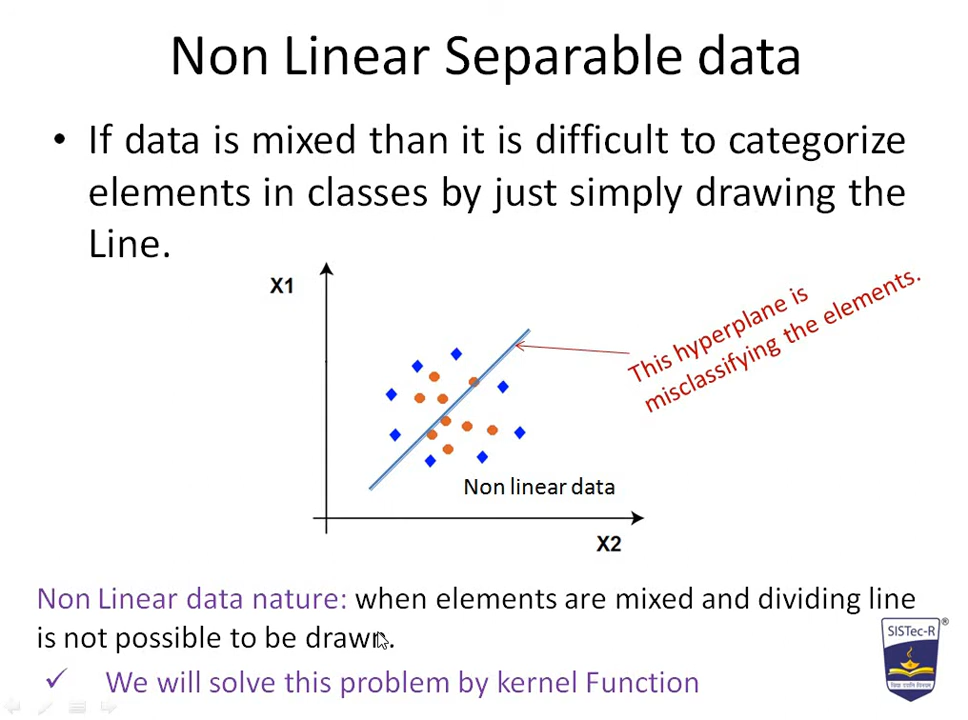 Non Linear Separable data
• If data is mixed than it is difficult to categorize
elements in classes by just simply drawing the
Line.
X1
This hyperplane is
misclassifying the elements.
Non linear data
X2
Non Linear data nature: when elements are mixed and dividing line
is not possible to be drawn.
✓ We will solve this problem by kernel Function
SISTec-R ®